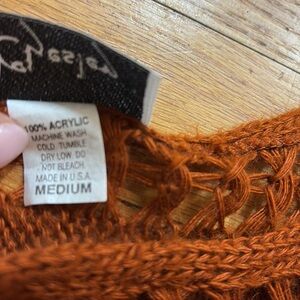 100% ACRYLIC
MACHINE WASH
COLD. TUMBLE
DRY LOW. DO
NOT BLEACH.
MADE IN U.S.A.
MEDIUM